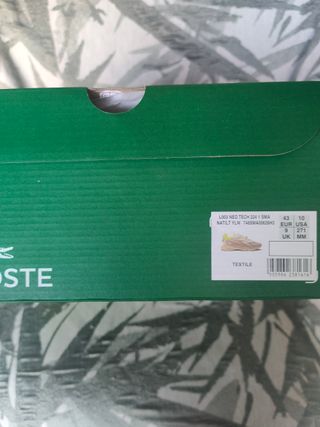 L003 NEO TECH 224 1 SMA
NAT/LT YLW
43
EUR
10
USA
9
UK
271
MM
TEXTILE
OSTE